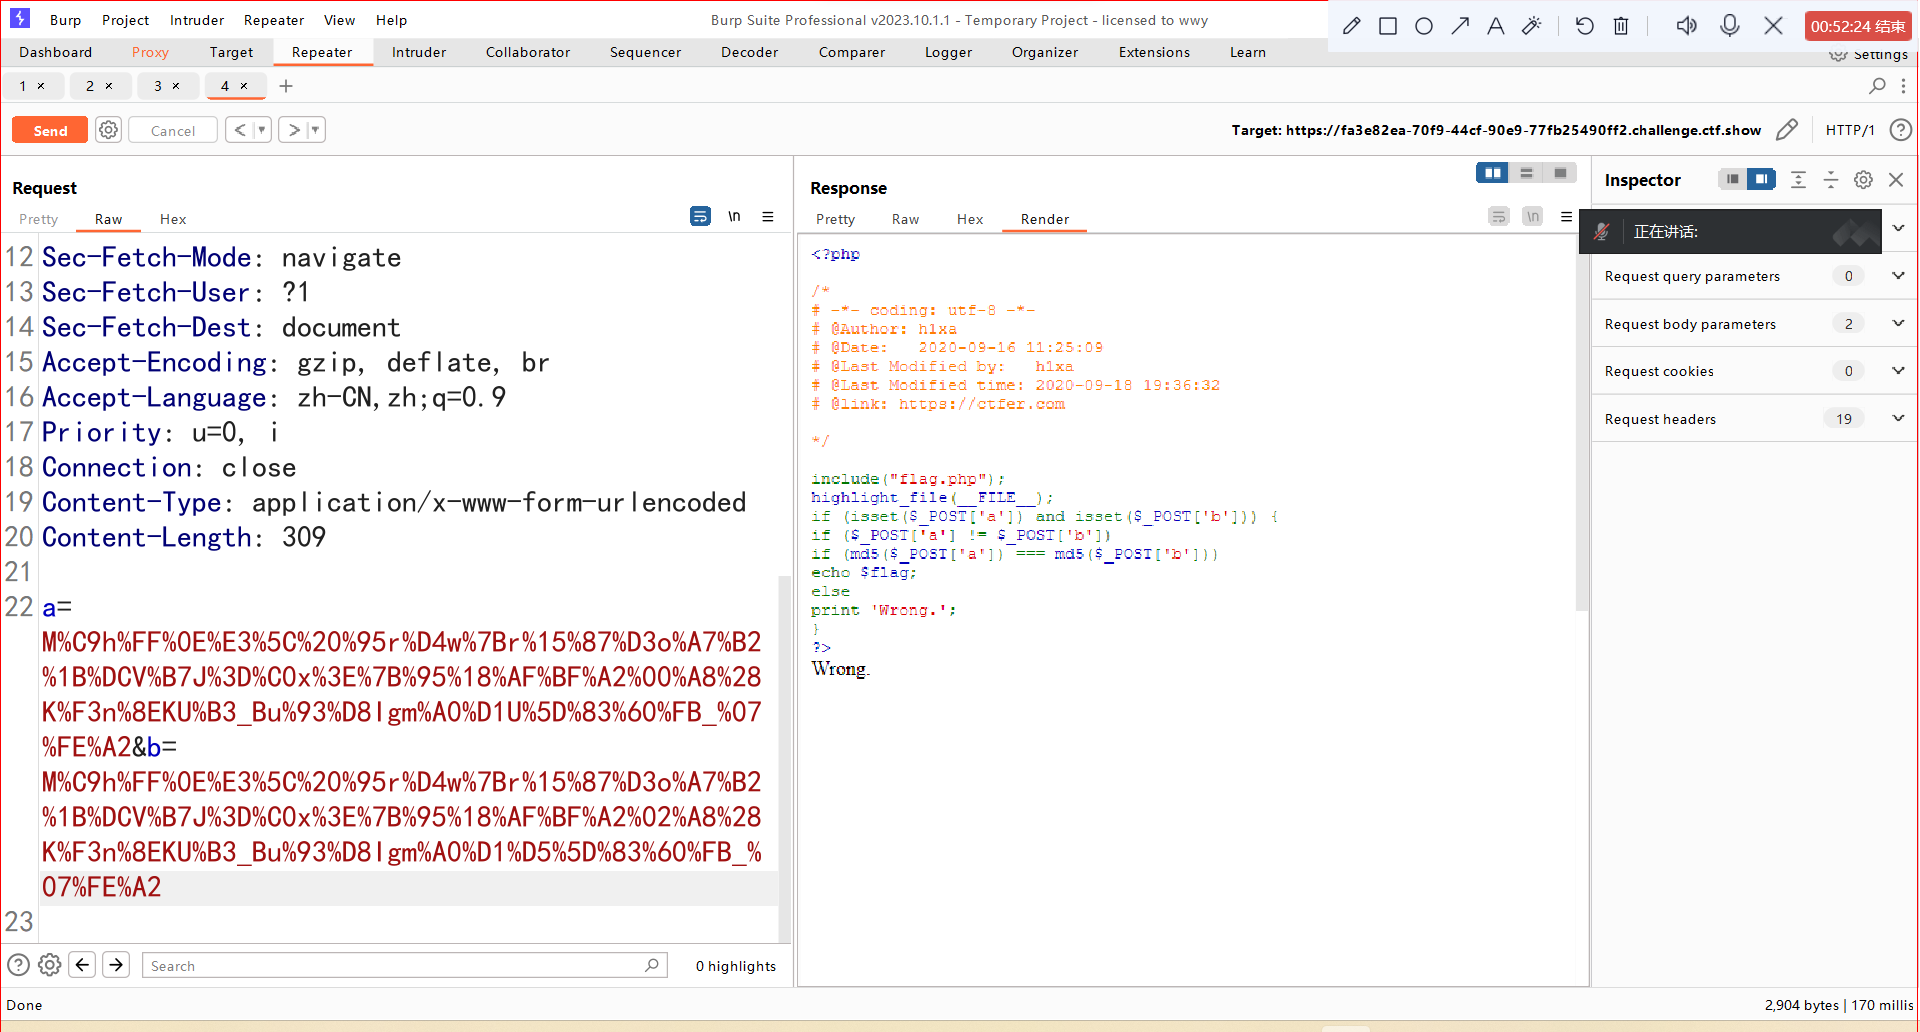 Burp Project Intruder Repeater View Help Burp Suite Professional v2023.10.1.1 - Temporary Project - licensed to wwy
00:52:24 结束
Dashboard Proxy Target Repeater Intruder Collaborator Sequencer Decoder Comparer Logger Organizer Extensions Learn Settings
1 × 2 × 3 × 4 × +
Send Cancel < > Target: https://fa3e82ea-70f9-44cf-90e9-77fb25490ff2.challenge.ctf.show HTTP/1 ?
Request
Pretty Raw Hex \n
12 Sec-Fetch-Mode: navigate
13 Sec-Fetch-User: ?1
14 Sec-Fetch-Dest: document
15 Accept-Encoding: gzip, deflate, br
16 Accept-Language: zh-CN,zh;q=0.9
17 Priority: u=0, i
18 Connection: close
19 Content-Type: application/x-www-form-urlencoded
20 Content-Length: 309
21
22 a=
M%C9h%FF%0E%E3%5C%20%95r%D4w%7Br%15%87%D3o%A7%B2
%1B%DCV%B7J%3D%C0x%3E%7B%95%18%AF%BF%A2%00%A8%28
K%F3n%8EKU%B3_Bu%93%D8Igm%A0%D1U%5D%83%60%FB_%07
%FE%A2&b=
M%C9h%FF%0E%E3%5C%20%95r%D4w%7Br%15%87%D3o%A7%B2
%1B%DCV%B7J%3D%C0x%3E%7B%95%18%AF%BF%A2%02%A8%28
K%F3n%8EKU%B3_Bu%93%D8Igm%A0%D1%D5%5D%83%60%FB_%
07%FE%A2
23
Search 0 highlights
Response
Pretty Raw Hex Render \n
<?php
/*
# -*- coding: utf-8 -*-
# @Author: h1xa
# @Date: 2020-09-16 11:25:09
# @Last Modified by: h1xa
# @Last Modified time: 2020-09-18 19:36:32
# @link: https://ctfer.com
*/
include("flag.php");
highlight_file(__FILE__);
if (isset($_POST['a']) and isset($_POST['b'])) {
if ($_POST['a'] != $_POST['b'])
if (md5($_POST['a']) === md5($_POST['b']))
echo $flag;
else
print 'Wrong.';
}
?>
Wrong.
Inspector
正在讲话:
Request query parameters 0
Request body parameters 2
Request cookies 0
Request headers 19
Done 2,904 bytes | 170 millis